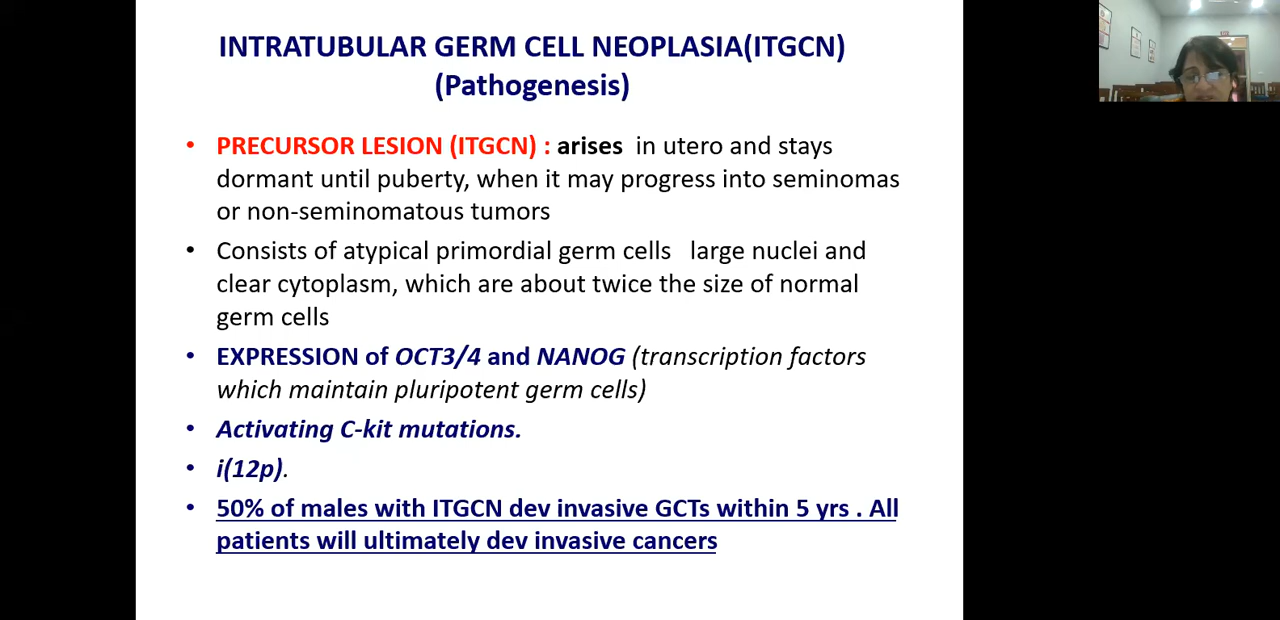 INTRATUBULAR GERM CELL NEOPLASIA(ITGCN)
(Pathogenesis)
• PRECURSOR LESION (ITGCN) : arises in utero and stays
dormant until puberty, when it may progress into seminomas
or non-seminomatous tumors
• Consists of atypical primordial germ cells large nuclei and
clear cytoplasm, which are about twice the size of normal
germ cells
• EXPRESSION of OCT3/4 and NANOG (transcription factors
which maintain pluripotent germ cells)
• Activating C-kit mutations.
• i(12p).
• 50% of males with ITGCN dev invasive GCTs within 5 yrs . All
patients will ultimately dev invasive cancers